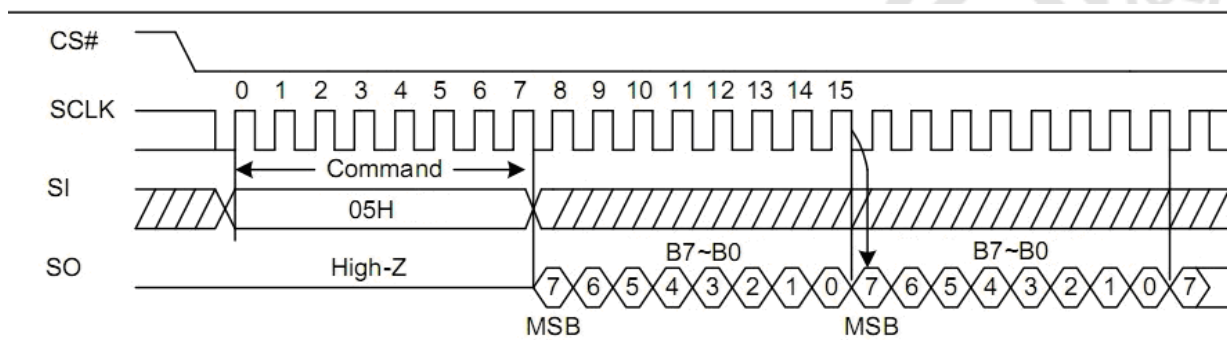 CS#
SCLK 0 1 2 3 4 5 6 7 8 9 10 11 12 13 14 15
Command
SI
05H
SO High-Z
B7~B0 B7~B0
7 6 5 4 3 2 1 0 7 6 5 4 3 2 1 0 7
MSB MSB